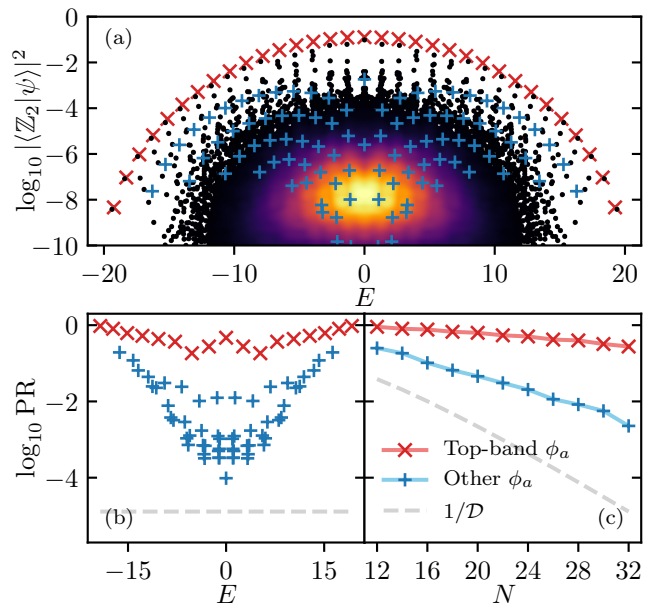 0
−2
−4
−6
−8
−10
log₁₀ |⟨ℤ₂|ψ⟩|²
(a)
−20 −10 0 10 20
E
0
−2
−4
log₁₀ PR
(b)
−15 0 15
E
Top-band ϕₐ
Other ϕₐ
1/𝒟
(c)
12 16 20 24 28 32
N